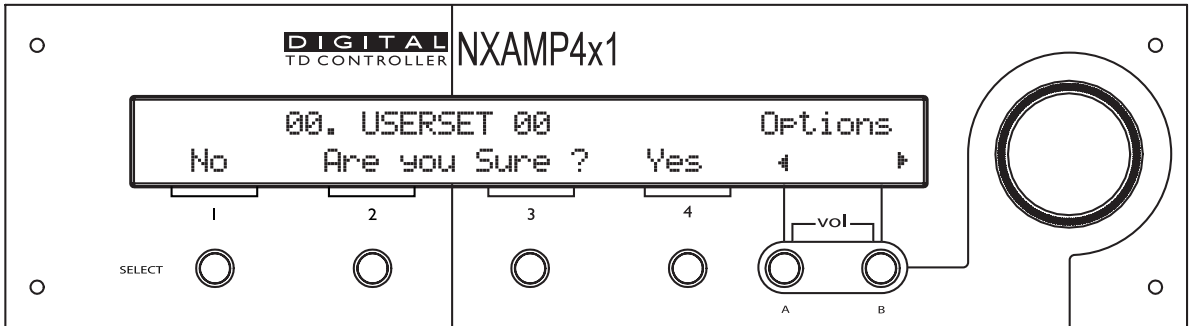 DIGITAL
TD CONTROLLER
NXAMP4x1
00. USERSET 00 Options
No Are you Sure ? Yes
1 2 3 4
vol
SELECT
A B